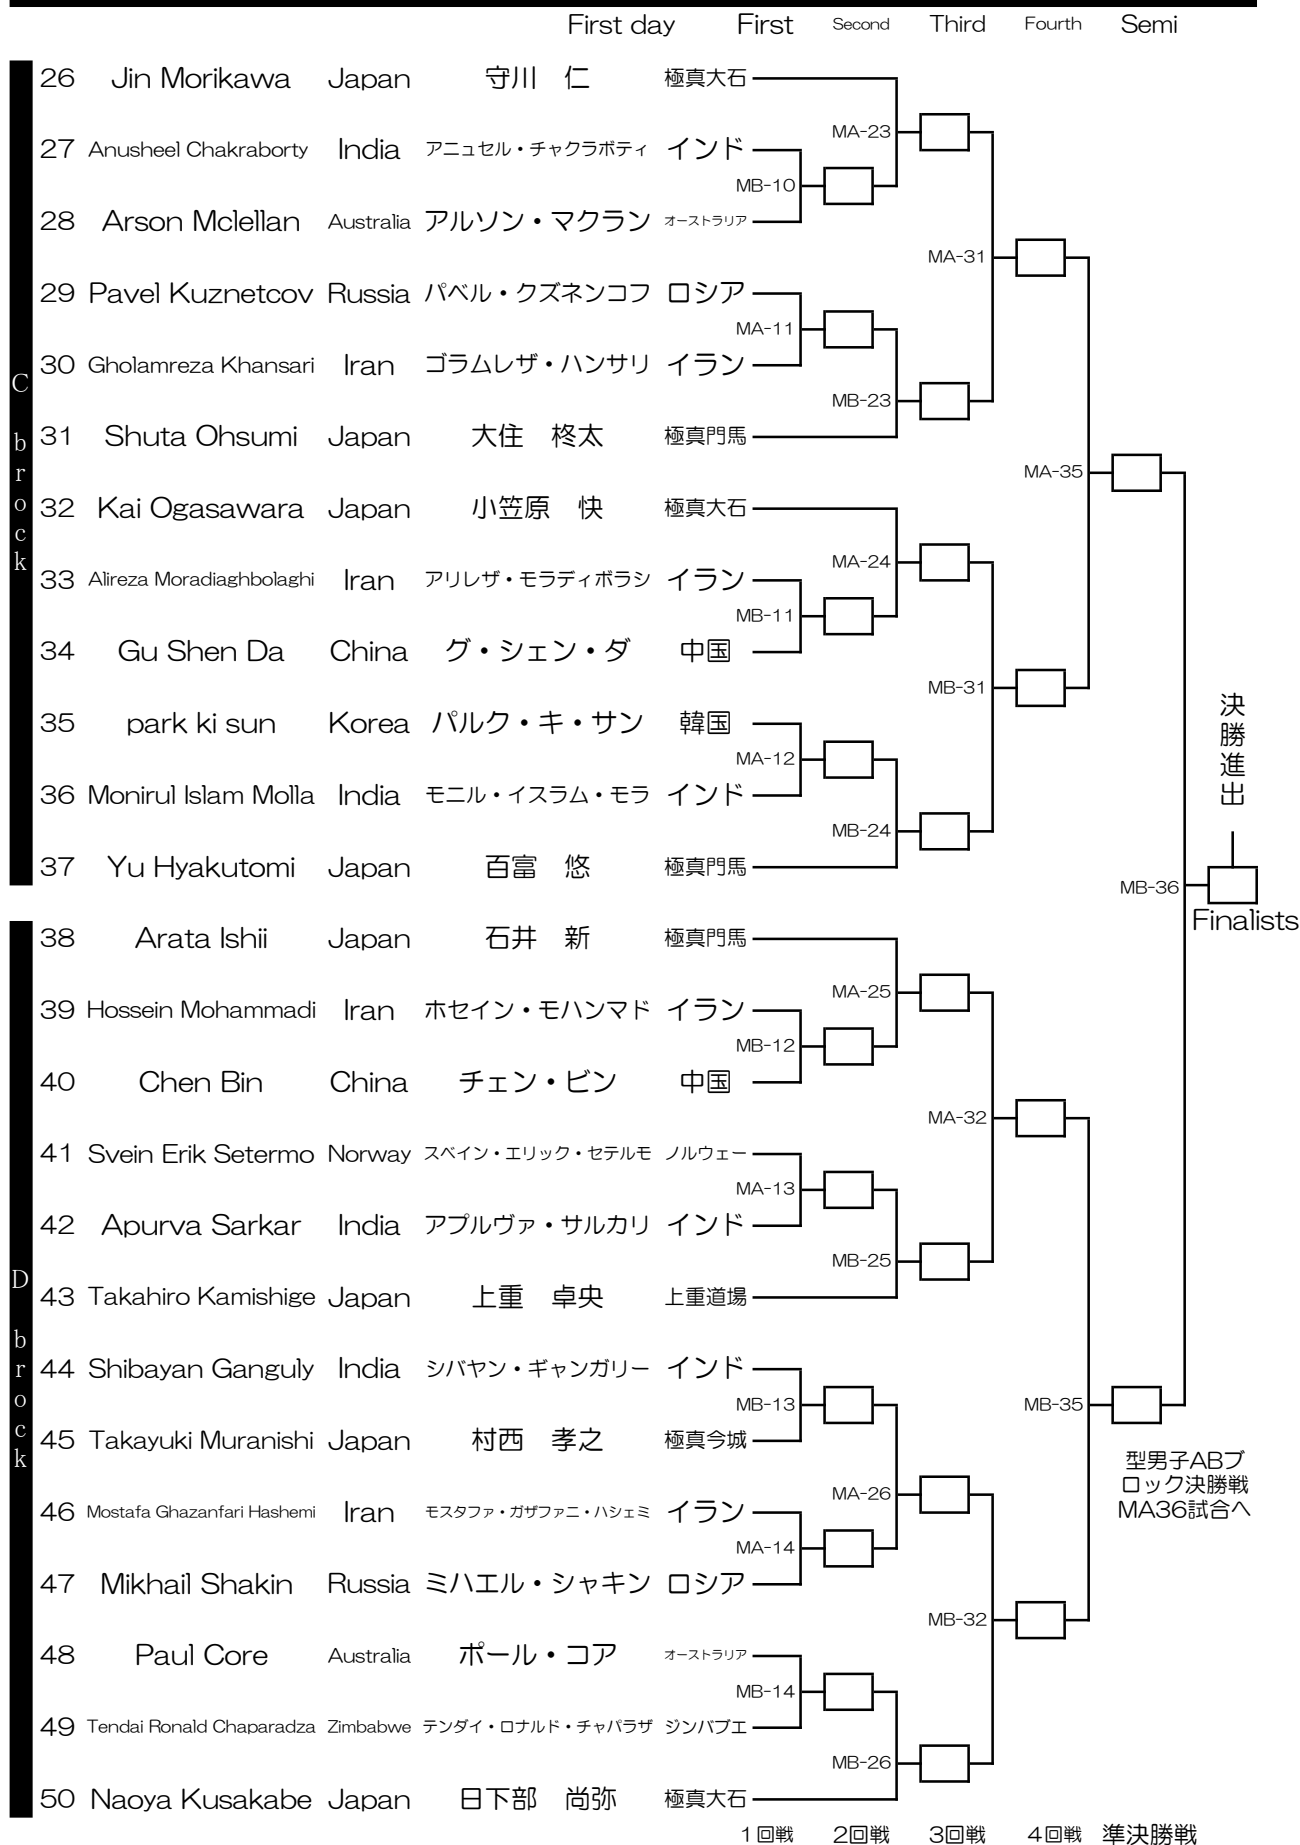 First day First Second Third Fourth Semi
C brock
26 Jin Morikawa Japan 守川 仁 極真大石
MA-23
27 Anusheel Chakraborty India アニュセル・チャクラボティ インド
MB-10
28 Arson Mclellan Australia アルソン・マクラン オーストラリア
MA-31
29 Pavel Kuznetcov Russia パベル・クズネンコフ ロシア
MA-11
30 Gholamreza Khansari Iran ゴラムレザ・ハンサリ イラン
MB-23
31 Shuta Ohsumi Japan 大住 柊太 極真門馬
MA-35
32 Kai Ogasawara Japan 小笠原 快 極真大石
MA-24
33 Alireza Moradiaghbolaghi Iran アリレザ・モラディボラシ イラン
MB-11
34 Gu Shen Da China グ・シェン・ダ 中国
MB-31
35 park ki sun Korea パルク・キ・サン 韓国
MA-12
36 Monirul Islam Molla India モニル・イスラム・モラ インド
MB-24
37 Yu Hyakutomi Japan 百富 悠 極真門馬
決勝進出
MB-36
Finalists
D brock
38 Arata Ishii Japan 石井 新 極真門馬
MA-25
39 Hossein Mohammadi Iran ホセイン・モハンマド イラン
MB-12
40 Chen Bin China チェン・ビン 中国
MA-32
41 Svein Erik Setermo Norway スベイン・エリック・セテルモ ノルウェー
MA-13
42 Apurva Sarkar India アプルヴァ・サルカリ インド
MB-25
43 Takahiro Kamishige Japan 上重 卓央 上重道場
44 Shibayan Ganguly India シバヤン・ギャンガリー インド
MB-13
MB-35
45 Takayuki Muranishi Japan 村西 孝之 極真今城
型男子ABブ
ロック決勝戦
MA36試合へ
MA-26
46 Mostafa Ghazanfari Hashemi Iran モスタファ・ガザファニ・ハシェミ イラン
MA-14
47 Mikhail Shakin Russia ミハエル・シャキン ロシア
MB-32
48 Paul Core Australia ポール・コア オーストラリア
MB-14
49 Tendai Ronald Chaparadza Zimbabwe テンダイ・ロナルド・チャパラザ ジンバブエ
MB-26
50 Naoya Kusakabe Japan 日下部 尚弥 極真大石
1回戦 2回戦 3回戦 4回戦 準決勝戦